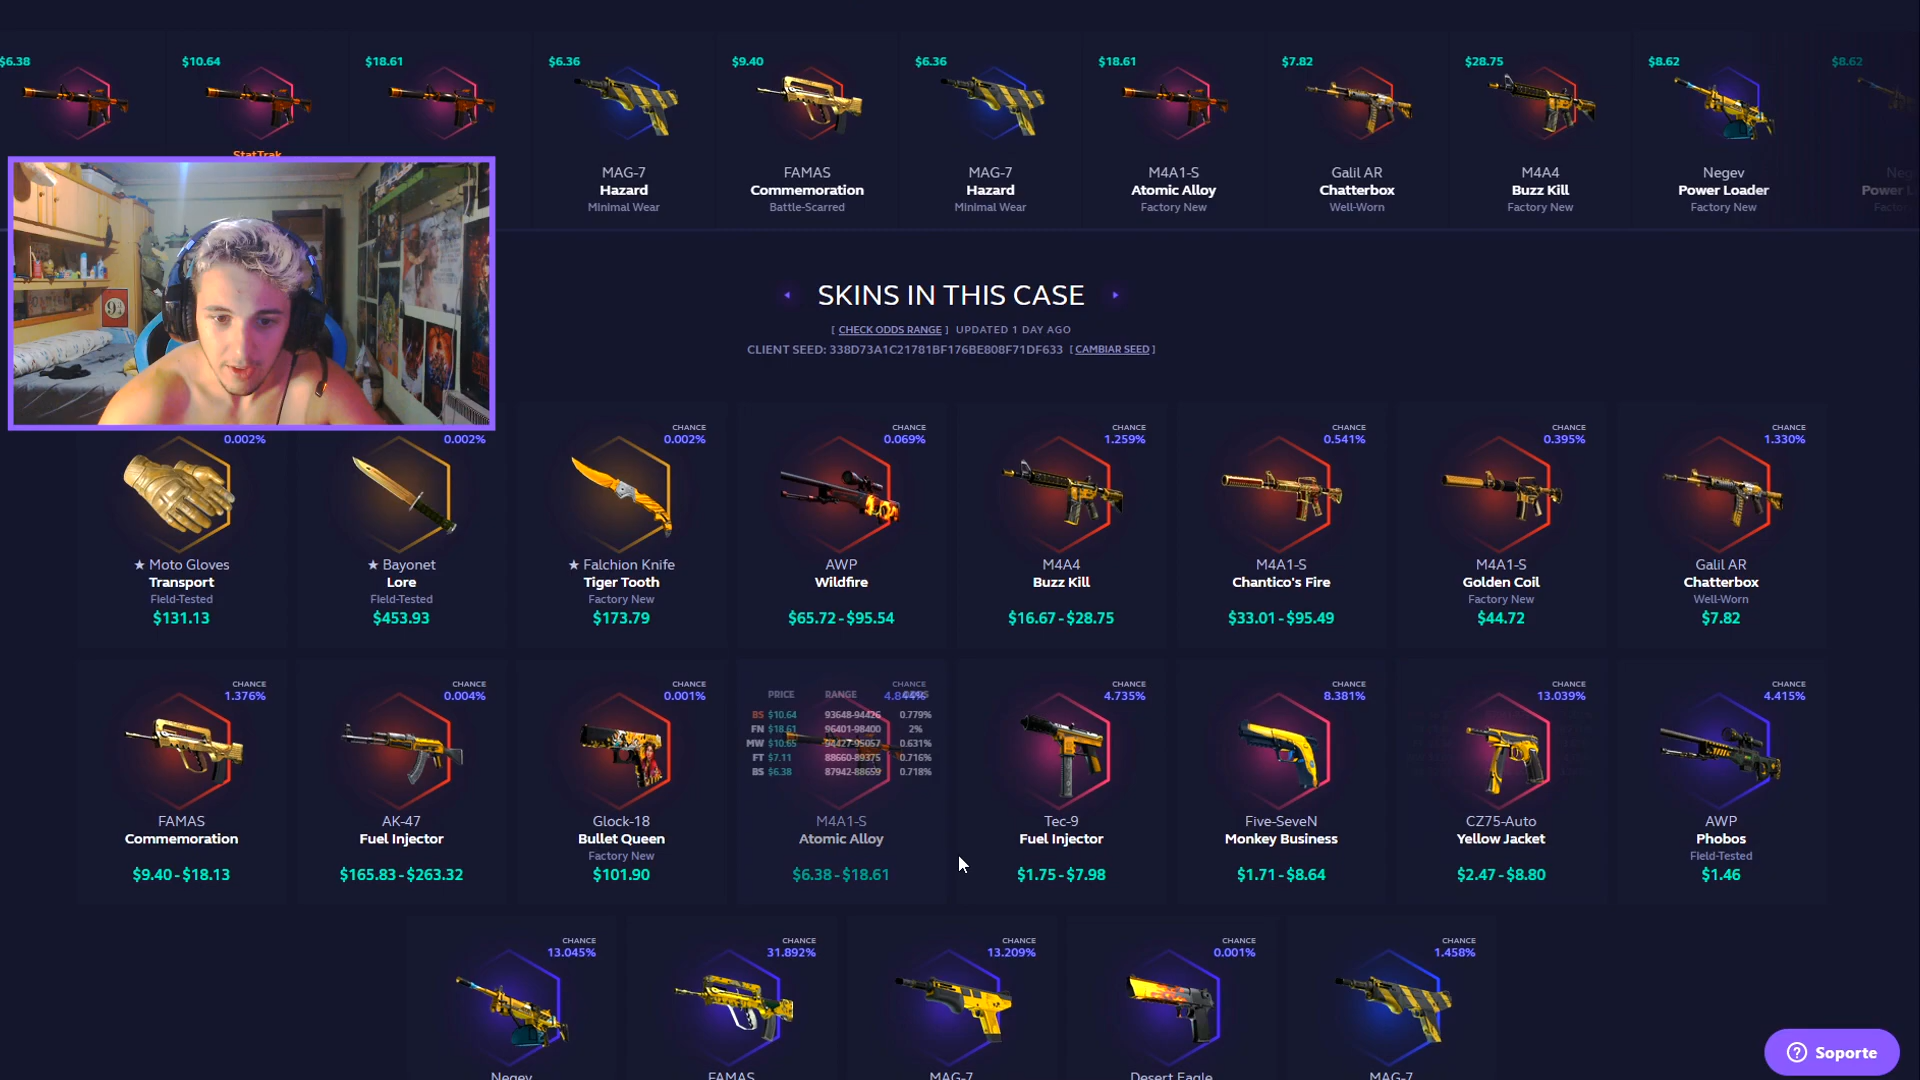 $6.38
$10.64
$18.61
$6.36
$9.40
$6.36
$18.61
$7.82
$28.75
$8.62
$8.62
StatTrak
MAG-7
Hazard
Minimal Wear
FAMAS
Commemoration
Battle-Scarred
MAG-7
Hazard
Minimal Wear
M4A1-S
Atomic Alloy
Factory New
Galil AR
Chatterbox
Well-Worn
M4A4
Buzz Kill
Factory New
Negev
Power Loader
Factory New
SKINS IN THIS CASE
[ CHECK ODDS RANGE ] UPDATED 1 DAY AGO
CLIENT SEED: 338D73A1C21781BF176BE808F71DF633 [ CAMBIAR SEED ]
0.002%
★ Moto Gloves
Transport
Field-Tested
$131.13
0.002%
★ Bayonet
Lore
Field-Tested
$453.93
CHANCE
0.002%
★ Falchion Knife
Tiger Tooth
Factory New
$173.79
CHANCE
0.069%
AWP
Wildfire
$65.72 - $95.54
CHANCE
1.259%
M4A4
Buzz Kill
$16.67 - $28.75
CHANCE
0.541%
M4A1-S
Chantico's Fire
$33.01 - $95.49
CHANCE
0.395%
M4A1-S
Golden Coil
Factory New
$44.72
CHANCE
1.330%
Galil AR
Chatterbox
Well-Worn
$7.82
CHANCE
1.376%
FAMAS
Commemoration
$9.40 - $18.13
CHANCE
0.004%
AK-47
Fuel Injector
$165.83 - $263.32
CHANCE
0.001%
Glock-18
Bullet Queen
Factory New
$101.90
CHANCE
PRICE RANGE
BS $10.64 93648-94426 0.779%
FN $18.61 96401-98400 2%
MW $10.65 94427-95057 0.631%
FT $7.11 88660-89375 0.716%
BS $6.38 87942-88659 0.718%
M4A1-S
Atomic Alloy
$6.38 - $18.61
CHANCE
4.735%
Tec-9
Fuel Injector
$1.75 - $7.98
CHANCE
8.381%
Five-SeveN
Monkey Business
$1.71 - $8.64
CHANCE
13.039%
CZ75-Auto
Yellow Jacket
$2.47 - $8.80
CHANCE
4.415%
AWP
Phobos
Field-Tested
$1.46
CHANCE
13.045%
Negev
CHANCE
31.892%
FAMAS
CHANCE
13.209%
MAG-7
CHANCE
0.001%
Desert Eagle
CHANCE
1.458%
MAG-7
Soporte